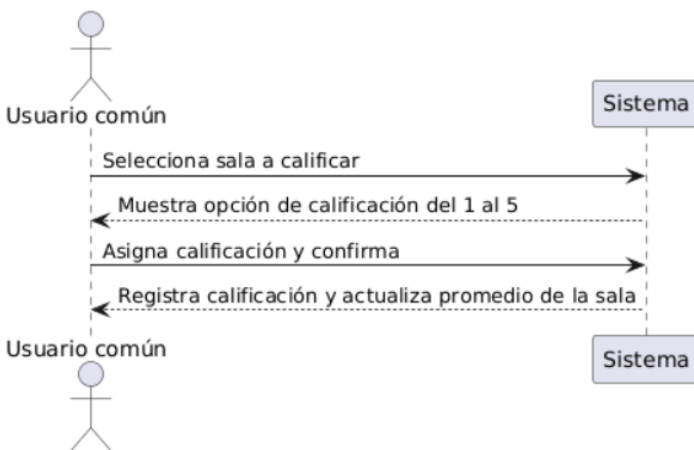 Usuario común
Sistema
Selecciona sala a calificar
Muestra opción de calificación del 1 al 5
Asigna calificación y confirma
Registra calificación y actualiza promedio de la sala
Usuario común
Sistema